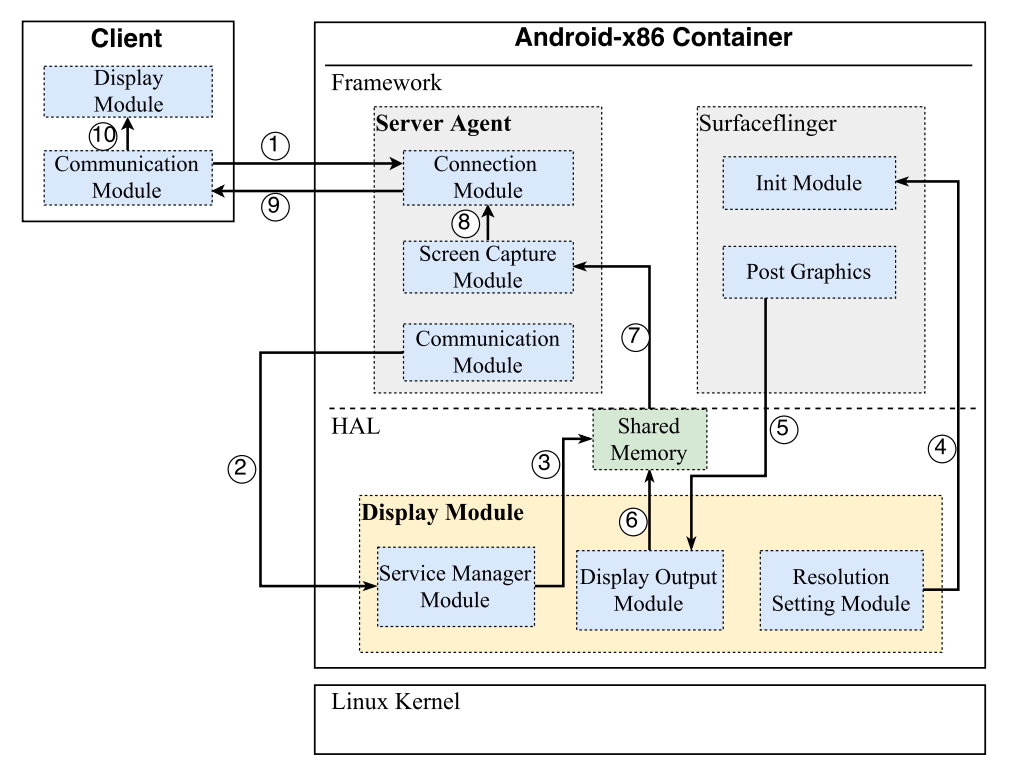 Client
Display
Module
10
Communication
Module
1
9
Android-x86 Container
Framework
Server Agent
Connection
Module
8
Screen Capture
Module
Communication
Module
Surfaceflinger
Init Module
Post Graphics
7
HAL
Shared
Memory
5
4
2
3
6
Display Module
Service Manager
Module
Display Output
Module
Resolution
Setting Module
Linux Kernel